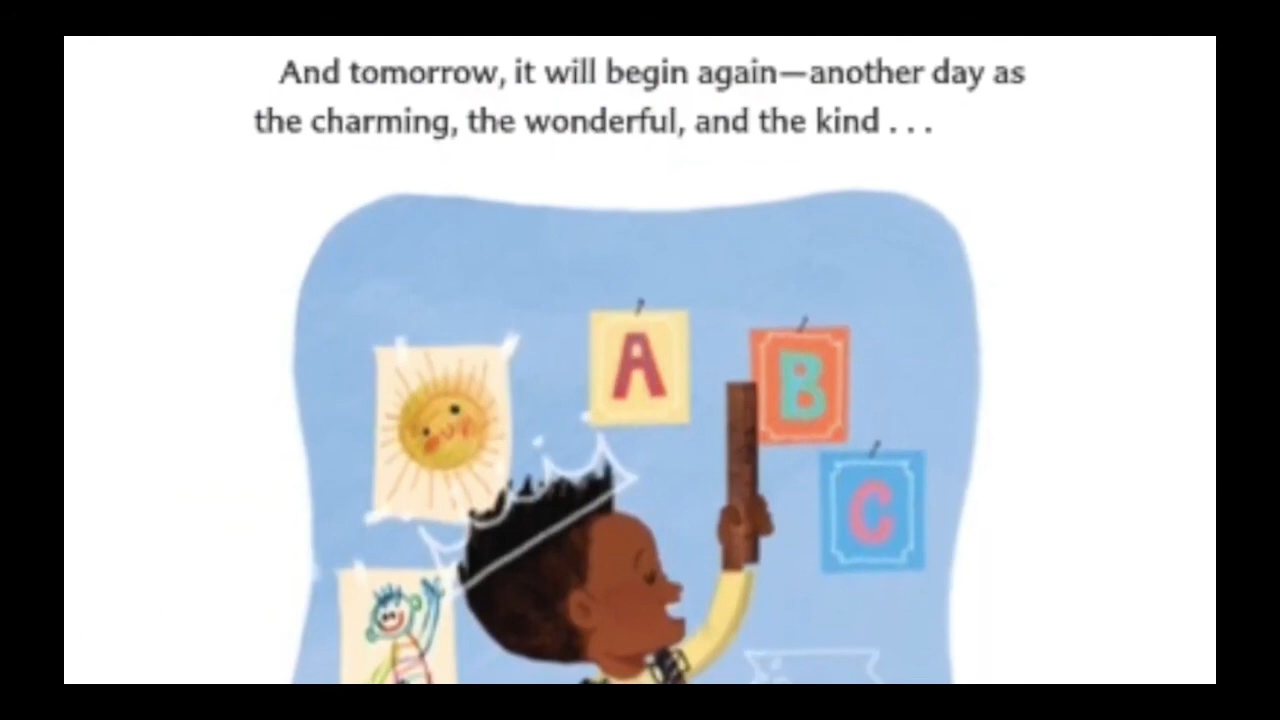 And tomorrow, it will begin again—another day as
the charming, the wonderful, and the kind . . .
A
B
C